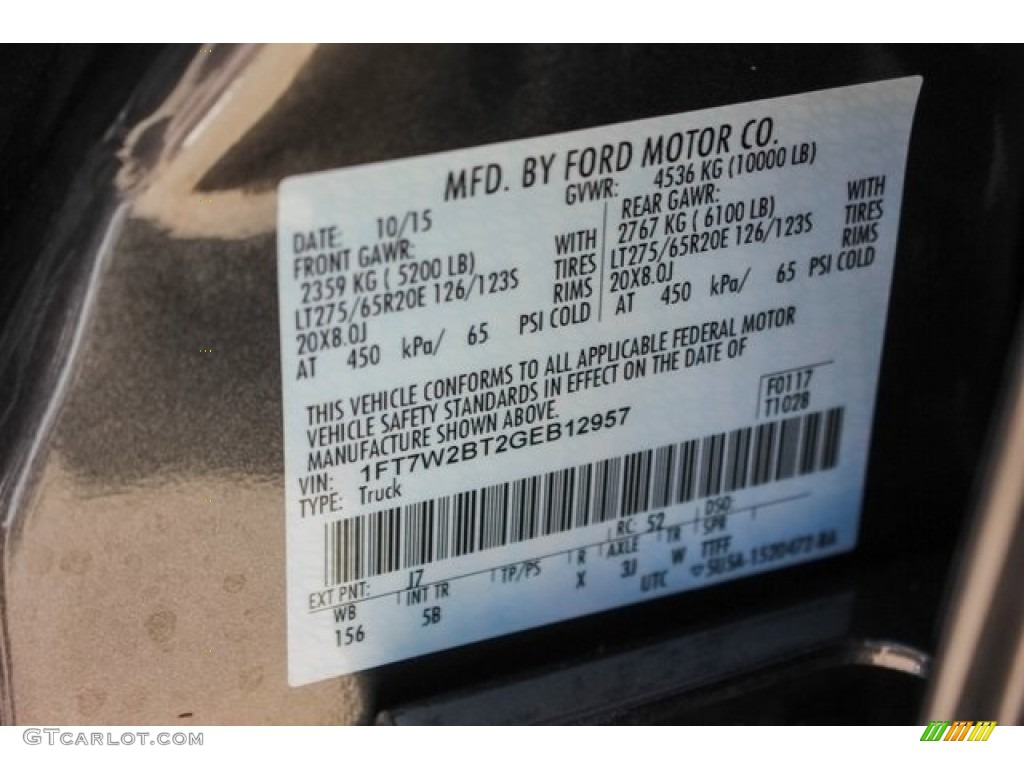 MFD. BY FORD MOTOR CO.
DATE: 10/15
GVWR: 4536 KG (10000 LB)
FRONT GAWR:
2359 KG ( 5200 LB)
WITH
LT275/65R20E 126/123S
TIRES
20X8.0J
RIMS
AT 450 kPa/ 65 PSI COLD
REAR GAWR:
2767 KG ( 6100 LB)
WITH
LT275/65R20E 126/123S
TIRES
20X8.0J
RIMS
AT 450 kPa/ 65 PSI COLD
THIS VEHICLE CONFORMS TO ALL APPLICABLE FEDERAL MOTOR
VEHICLE SAFETY STANDARDS IN EFFECT ON THE DATE OF
MANUFACTURE SHOWN ABOVE.
VIN: 1FT7W2BT2GEB12957
TYPE: Truck
F0117
T1028
EXT PNT: J7
RC: 52 DSO:
WB INT TR TP/PS R AXLE TR SPR
156 5B X 3J W TTFF
UTC
GTCarlot.com